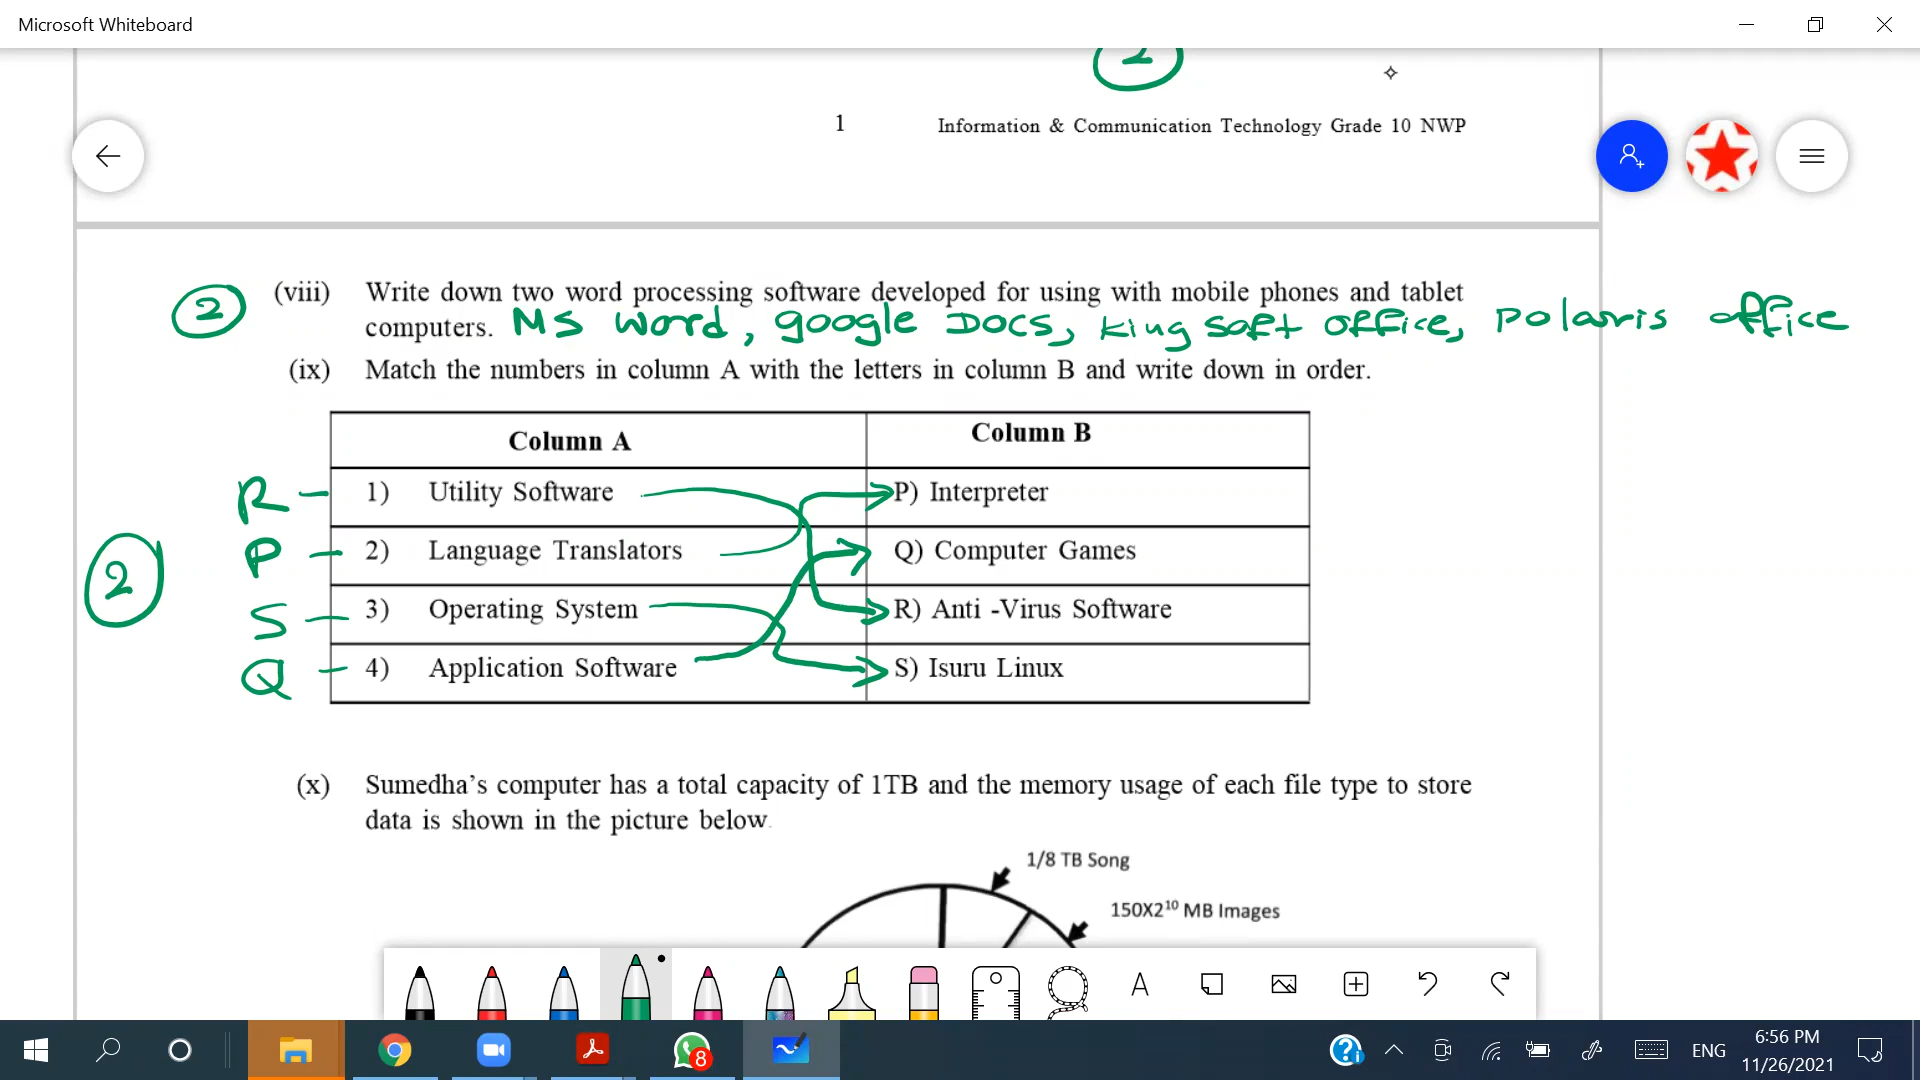 Microsoft Whiteboard
2
1 Information & Communication Technology Grade 10 NWP
2 (viii) Write down two word processing software developed for using with mobile phones and tablet
computers. MS Word, google Docs, king soft office, Polaris office
(ix) Match the numbers in column A with the letters in column B and write down in order.
Column A Column B
R - 1) Utility Software P) Interpreter
P - 2) Language Translators Q) Computer Games
2
S - 3) Operating System R) Anti -Virus Software
Q - 4) Application Software S) Isuru Linux
(x) Sumedha's computer has a total capacity of 1TB and the memory usage of each file type to store
data is shown in the picture below.
1/8 TB Song
150X2¹⁰ MB Images
8
ENG
6:56 PM
11/26/2021